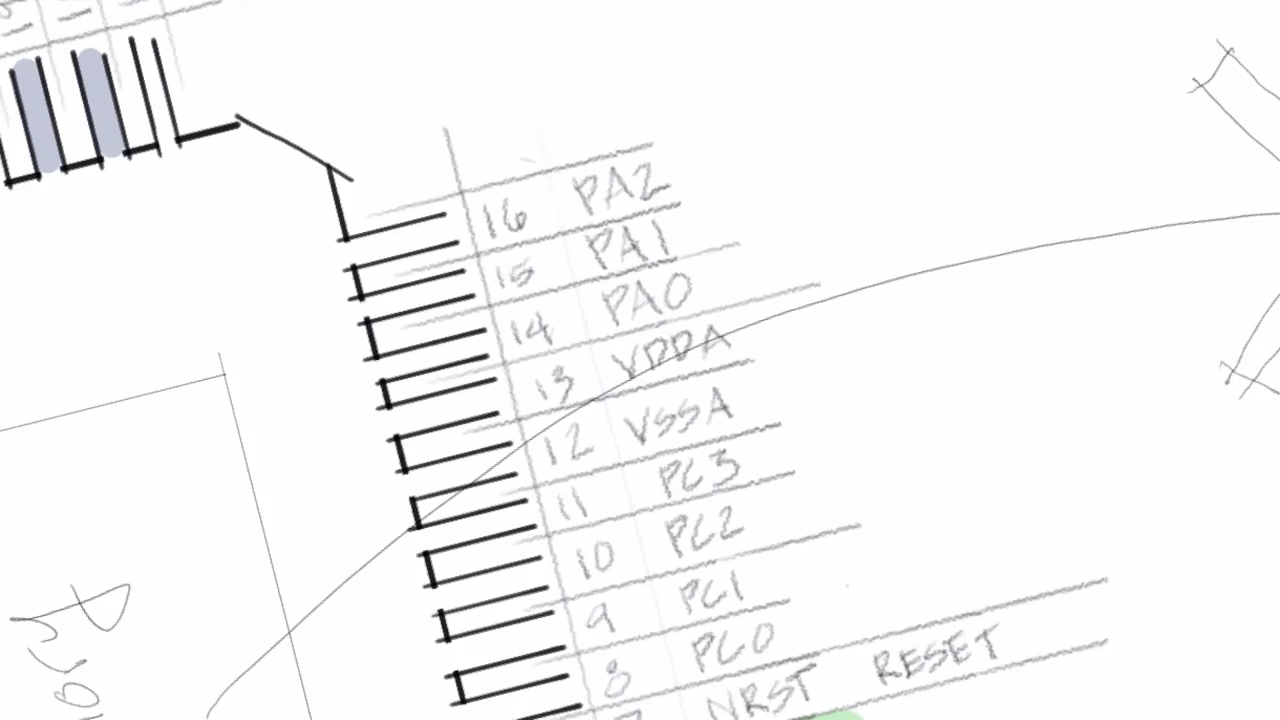 16 PA2
15 PA1
14 PA0
13 VDDA
12 VSSA
11 PC3
10 PC2
9 PC1
8 PC0
7 NRST RESET